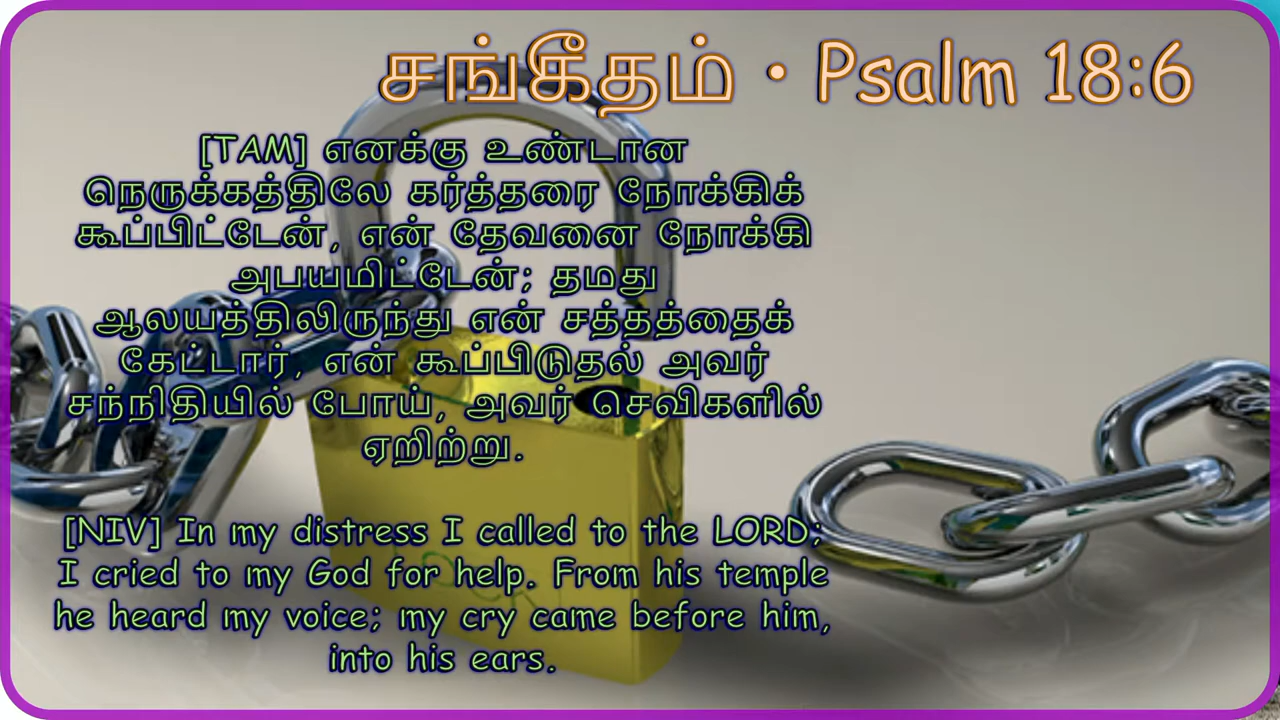 சங்கீதம் • Psalm 18:6
[TAM] எனக்கு உண்டான
நெருக்கத்திலே கர்த்தரை நோக்கிக்
கூப்பிட்டேன், என் தேவனை நோக்கி
அபயமிட்டேன்; தமது
ஆலயத்திலிருந்து என் சத்தத்தைக்
கேட்டார், என் கூப்பிடுதல் அவர்
சந்நிதியில் போய், அவர் செவிகளில்
ஏறிற்று.
[NIV] In my distress I called to the LORD;
I cried to my God for help. From his temple
he heard my voice; my cry came before him,
into his ears.